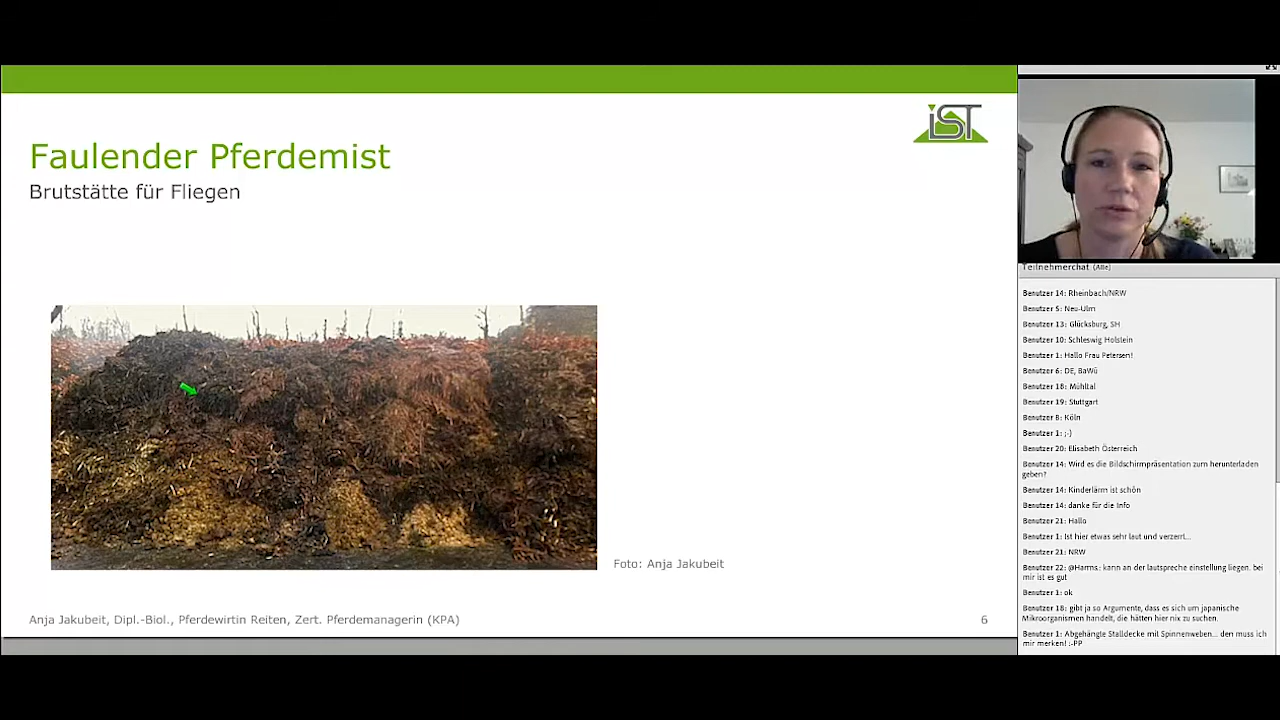 iST
Faulender Pferdemist
Brutstätte für Fliegen
Foto: Anja Jakubeit
Anja Jakubeit, Dipl.-Biol., Pferdewirtin Reiten, Zert. Pferdemanagerin (KPA)
6
Teilnehmerchat (Alle)
Benutzer 14: Rheinbach/NRW
Benutzer 5: Neu-Ulm
Benutzer 13: Glücksburg, SH
Benutzer 10: Schleswig Holstein
Benutzer 1: Hallo Frau Petersen!
Benutzer 6: DE, BaWü
Benutzer 18: Mühltal
Benutzer 19: Stuttgart
Benutzer 8: Köln
Benutzer 1: ;-)
Benutzer 20: Elisabeth Österreich
Benutzer 14: Wird es die Bildschirmpräsentation zum herunterladen
geben?
Benutzer 14: Kinderlärm ist schön
Benutzer 14: danke für die Info
Benutzer 21: Hallo
Benutzer 1: Ist hier etwas sehr laut und verzerrt...
Benutzer 21: NRW
Benutzer 22: @Harms,: kann an der lautspreche einstellung liegen. bei
mir ist es gut
Benutzer 1: ok
Benutzer 18: gibt ja so Argumente, dass es sich um japanische
Mikroorganismen handelt, die hätten hier nix zu suchen.
Benutzer 1: Abgehängte Stalldecke mit Spinnenweben... den muss ich
mir merken! :-PP